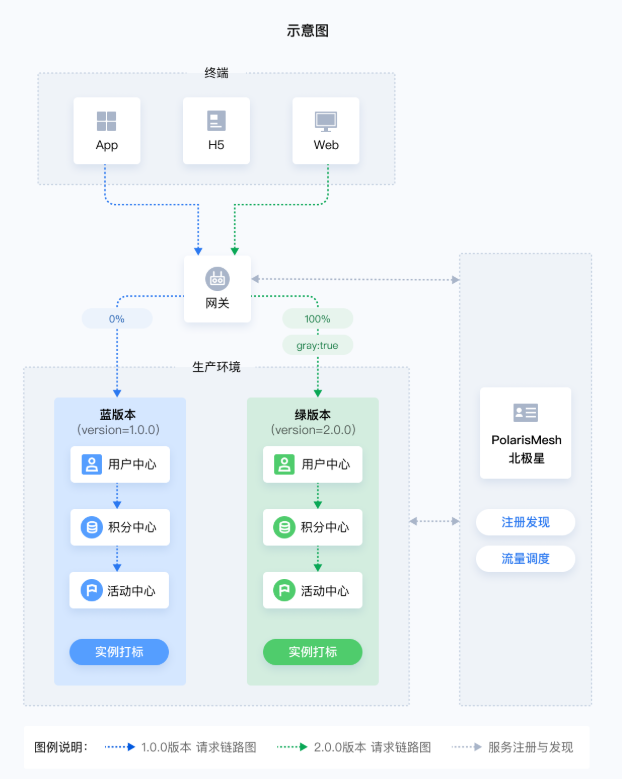 示意图
终端
App
H5
Web
网关
0%
100%
gray:true
生产环境
蓝版本
(version=1.0.0)
用户中心
积分中心
活动中心
实例打标
绿版本
(version=2.0.0)
用户中心
积分中心
活动中心
实例打标
PolarisMesh
北极星
注册发现
流量调度
图例说明: 1.0.0版本 请求链路图 2.0.0版本 请求链路图 服务注册与发现